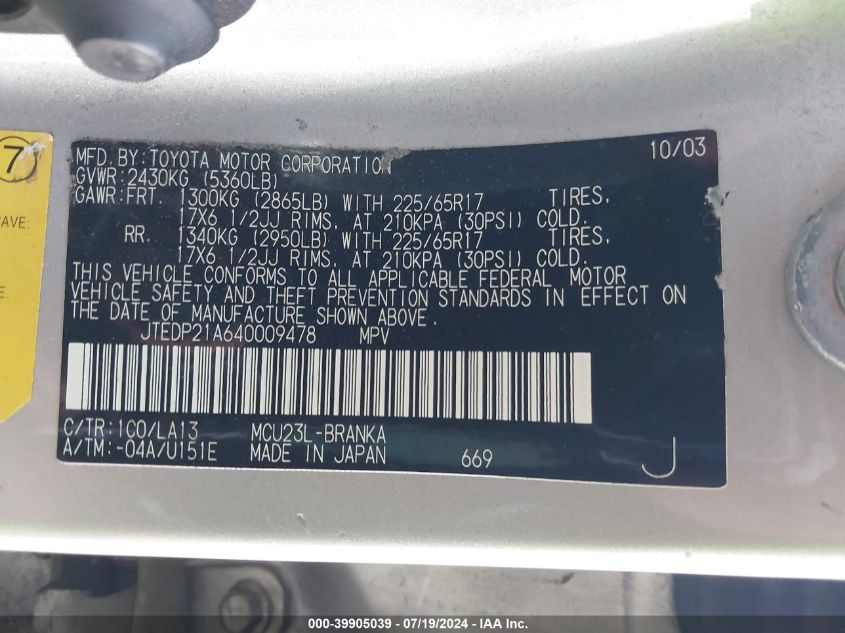 7
AVE:
E.
MFD. BY: TOYOTA MOTOR CORPORATION 10/03
GVWR: 2430KG (5360LB)
GAWR: FRT. 1300KG (2865LB) WITH 225/65R17 TIRES,
17X6 1/2JJ RIMS, AT 210KPA (30PSI) COLD.
RR. 1340KG (2950LB) WITH 225/65R17 TIRES,
17X6 1/2JJ RIMS, AT 210KPA (30PSI) COLD.
THIS VEHICLE CONFORMS TO ALL APPLICABLE FEDERAL MOTOR
VEHICLE SAFETY AND THEFT PREVENTION STANDARDS IN EFFECT ON
THE DATE OF MANUFACTURE SHOWN ABOVE.
JTEDP21A640009478 MPV
C/TR: 1C0/LA13 MCU23L-BRANKA
A/TM: -04A/U151E MADE IN JAPAN 669 J
000-39905039 - 07/19/2024 - IAA Inc.